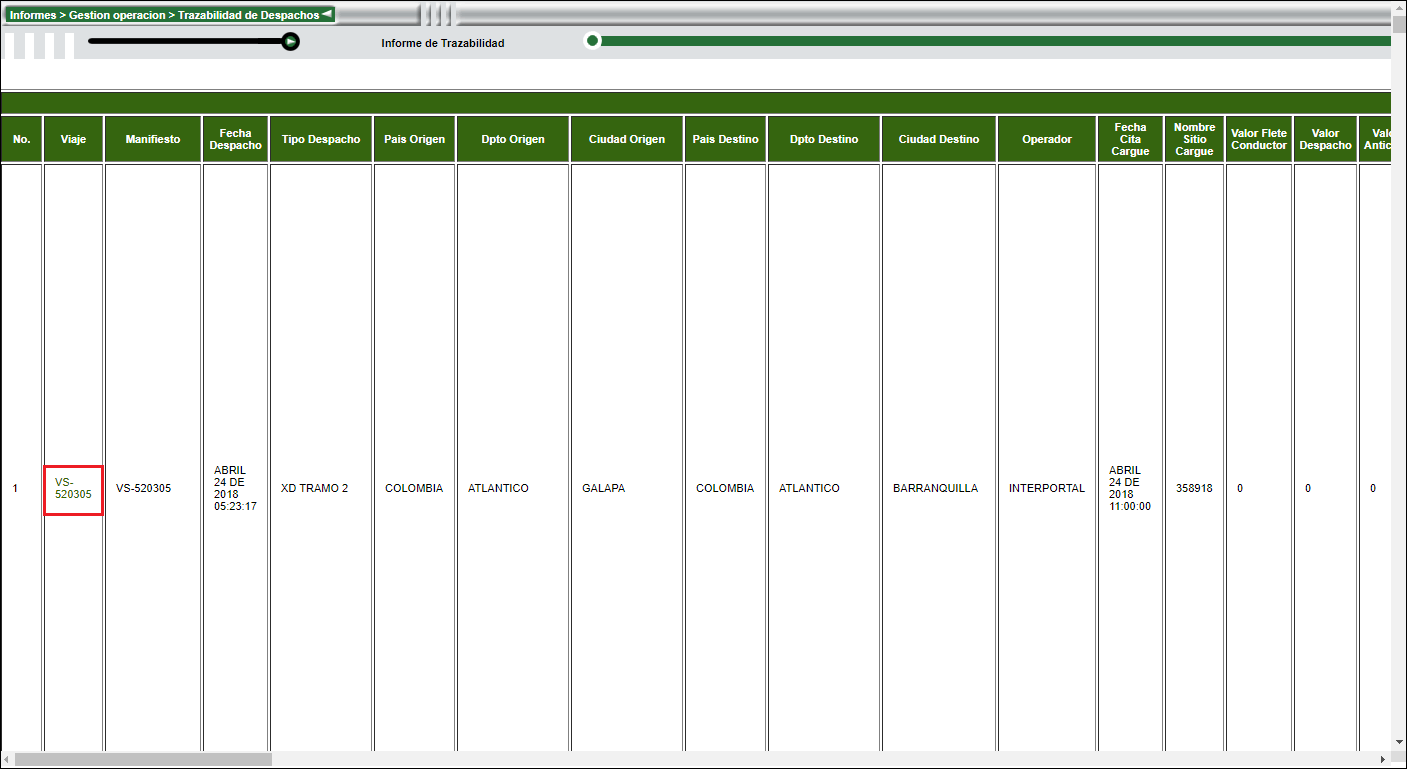 Informes > Gestion operacion > Trazabilidad de Despachos
Informe de Trazabilidad
No.
Viaje
Manifiesto
Fecha
Despacho
Tipo Despacho
Pais Origen
Dpto Origen
Ciudad Origen
Pais Destino
Dpto Destino
Ciudad Destino
Operador
Fecha
Cita
Cargue
Nombre
Sitio
Cargue
Valor Flete
Conductor
Valor
Despacho
Valo
Antic
1
VS-
520305
VS-520305
ABRIL
24 DE
2018
05:23:17
XD TRAMO 2
COLOMBIA
ATLANTICO
GALAPA
COLOMBIA
ATLANTICO
BARRANQUILLA
INTERPORTAL
ABRIL
24 DE
2018
11:00:00
358918
0
0
0